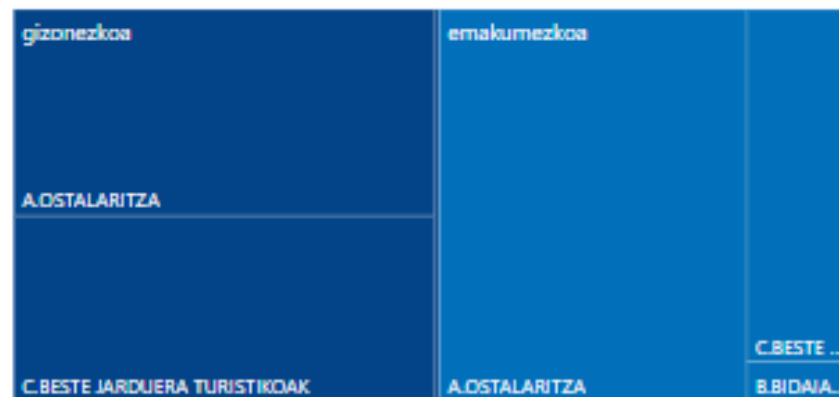 gizonezkoa
A.OSTALARITZA
C.BESTE JARDUERA TURISTIKOAK
emakumezkoa
A.OSTALARITZA
C.BESTE ...
B.BIDAIA...